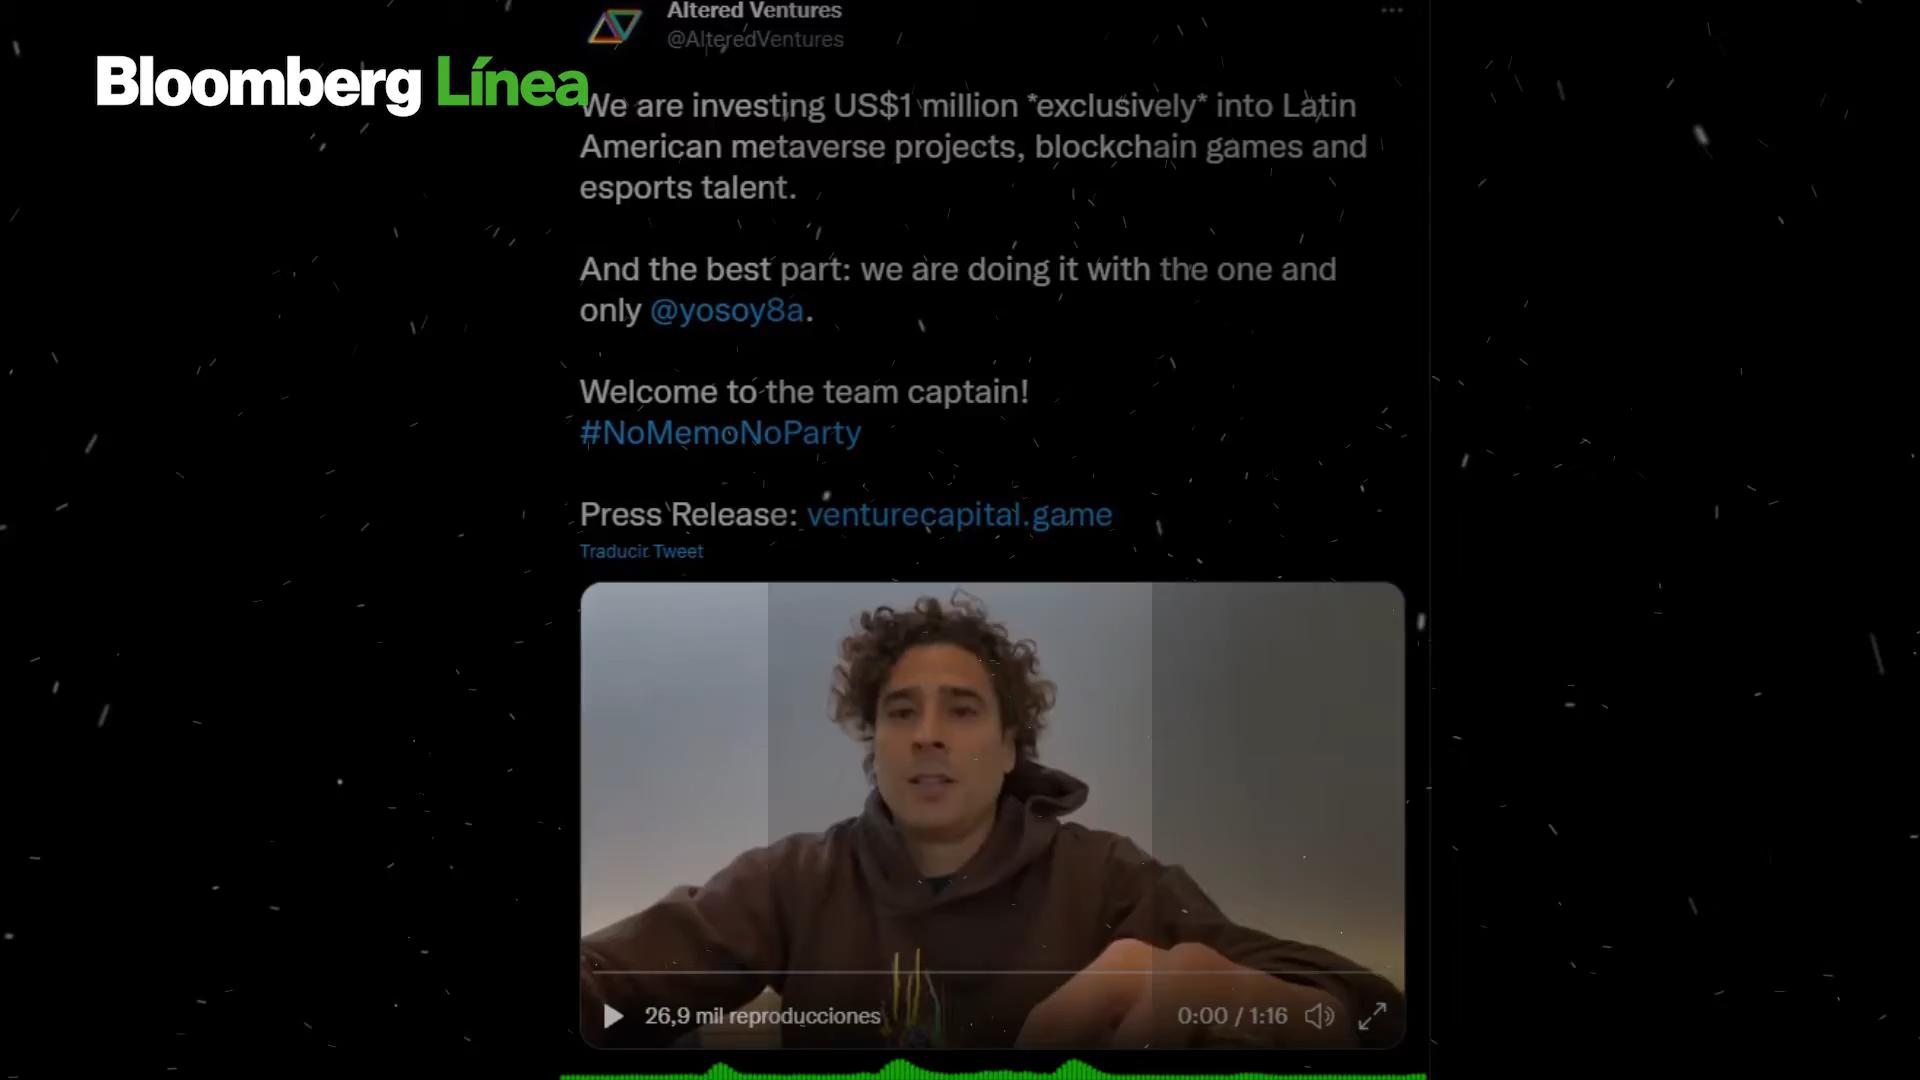 Bloomberg Línea
Altered Ventures
@AlteredVentures
We are investing US$1 million *exclusively* into Latin
American metaverse projects, blockchain games and
esports talent.
And the best part: we are doing it with the one and
only @yosoy8a.
Welcome to the team captain!
#NoMemoNoParty
Press Release: venturecapital.game
Traducir Tweet
26,9 mil reproducciones
0:00 / 1:16